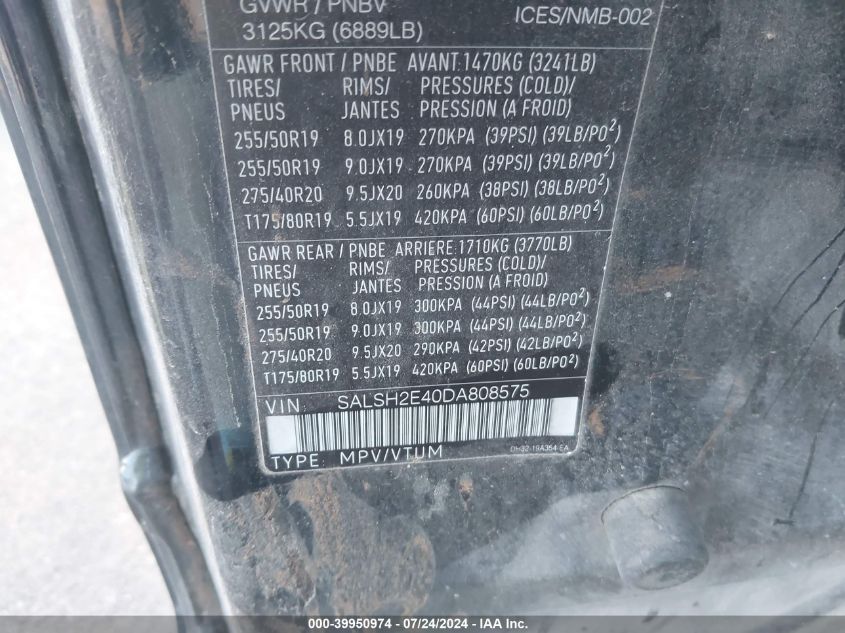 GVWR / PNBV
3125KG (6889LB) ICES/NMB-002
GAWR FRONT / PNBE AVANT 1470KG (3241LB)
TIRES/ RIMS/ PRESSURES (COLD)/
PNEUS JANTES PRESSION (A FROID)
255/50R19 8.0JX19 270KPA (39PSI) (39LB/PO²)
255/50R19 9.0JX19 270KPA (39PSI) (39LB/PO²)
275/40R20 9.5JX20 260KPA (38PSI) (38LB/PO²)
T175/80R19 5.5JX19 420KPA (60PSI) (60LB/PO²)
GAWR REAR / PNBE ARRIERE 1710KG (3770LB)
TIRES/ RIMS/ PRESSURES (COLD)/
PNEUS JANTES PRESSION (A FROID)
255/50R19 8.0JX19 300KPA (44PSI) (44LB/PO²)
255/50R19 9.0JX19 300KPA (44PSI) (44LB/PO²)
275/40R20 9.5JX20 290KPA (42PSI) (42LB/PO²)
T175/80R19 5.5JX19 420KPA (60PSI) (60LB/PO²)
VIN: SALSH2E40DA808575
TYPE: MPV/VTUM DH32-19A354-EA
000-39950974 / 07/24/2024 - IAA Inc.